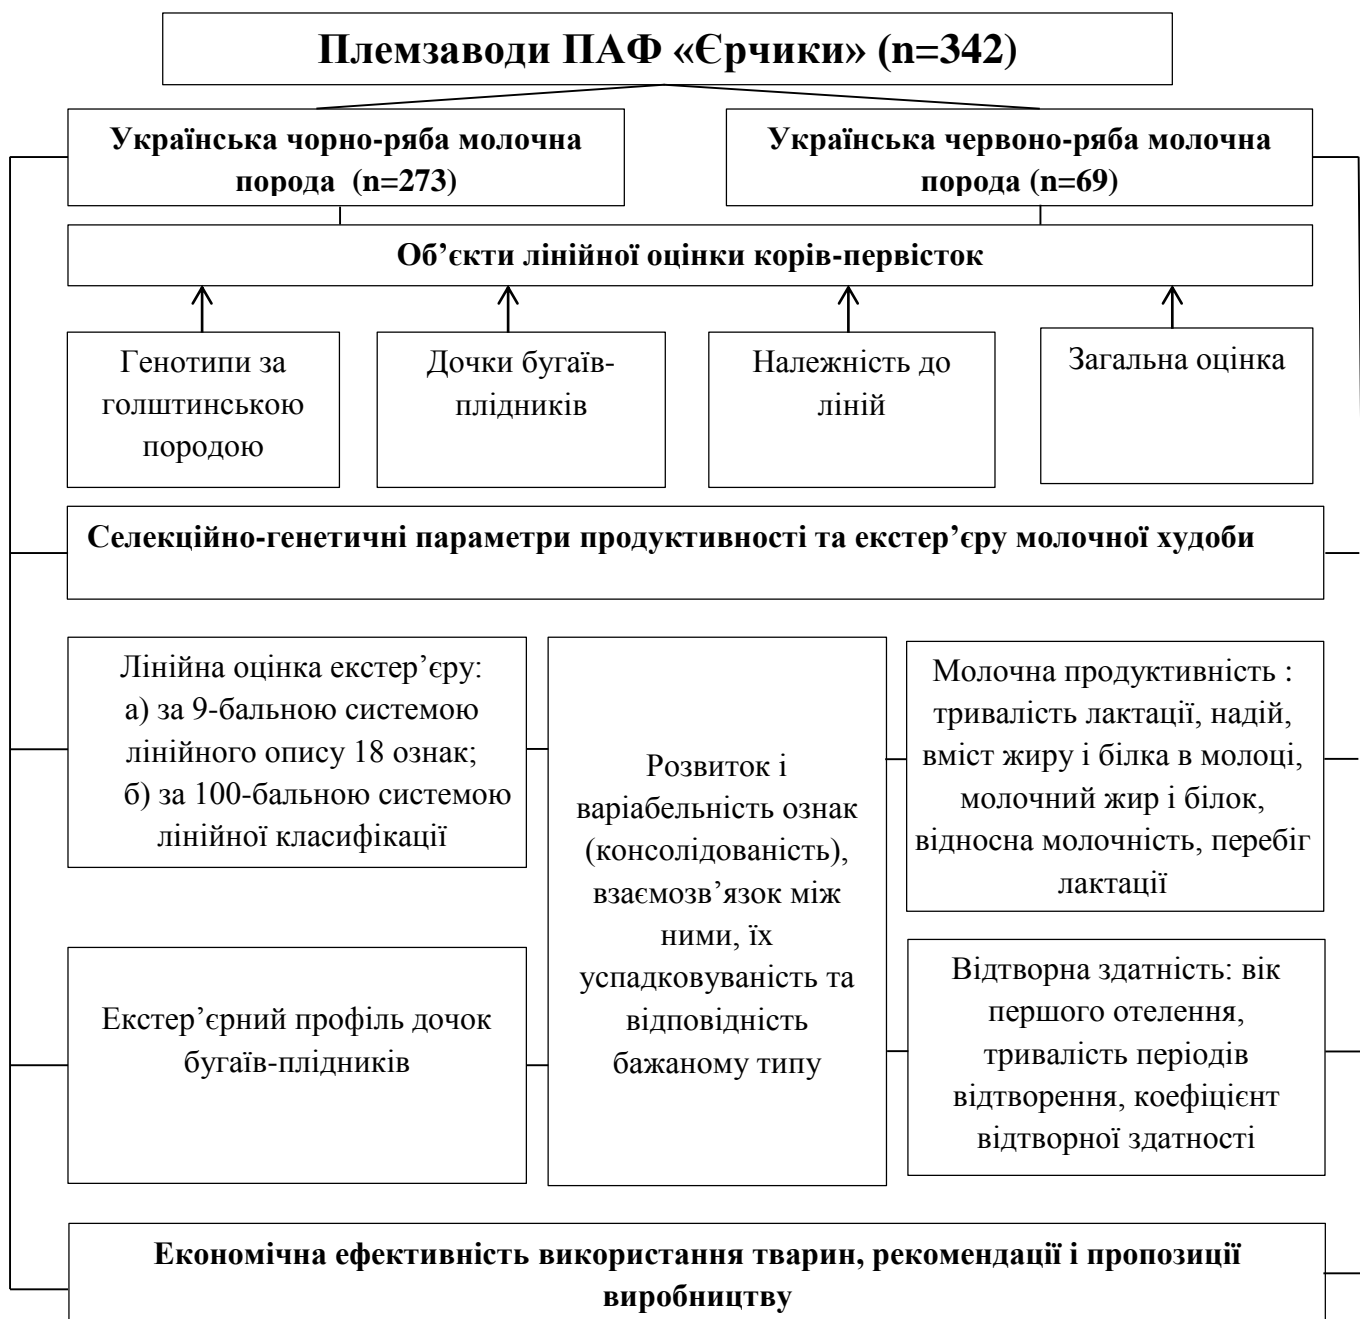 Племзаводи ПАФ «Єрчики» (n=342)
Українська чорно-ряба молочна
порода (n=273)
Українська червоно-ряба молочна
порода (n=69)
Об’єкти лінійної оцінки корів-первісток
Генотипи за
голштинською
породою
Дочки бугаїв-
плідників
Належність до
ліній
Загальна оцінка
Селекційно-генетичні параметри продуктивності та екстер’єру молочної худоби
Лінійна оцінка екстер’єру:
а) за 9-бальною системою
лінійного опису 18 ознак;
б) за 100-бальною системою
лінійної класифікації
Екстер’єрний профіль дочок
бугаїв-плідників
Розвиток і
варіабельність ознак
(консолідованість),
взаємозв’язок між
ними, їх
успадковуваність та
відповідність
бажаному типу
Молочна продуктивність :
тривалість лактації, надій,
вміст жиру і білка в молоці,
молочний жир і білок,
відносна молочність, перебіг
лактації
Відтворна здатність: вік
першого отелення,
тривалість періодів
відтворення, коефіцієнт
відтворної здатності
Економічна ефективність використання тварин, рекомендації і пропозиції
виробництву